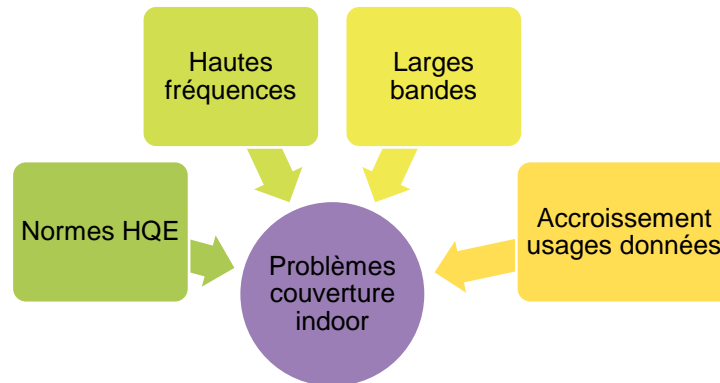 Hautes
fréquences
Larges
bandes
Normes HQE
Accroissement
usages données
Problèmes
couverture
indoor